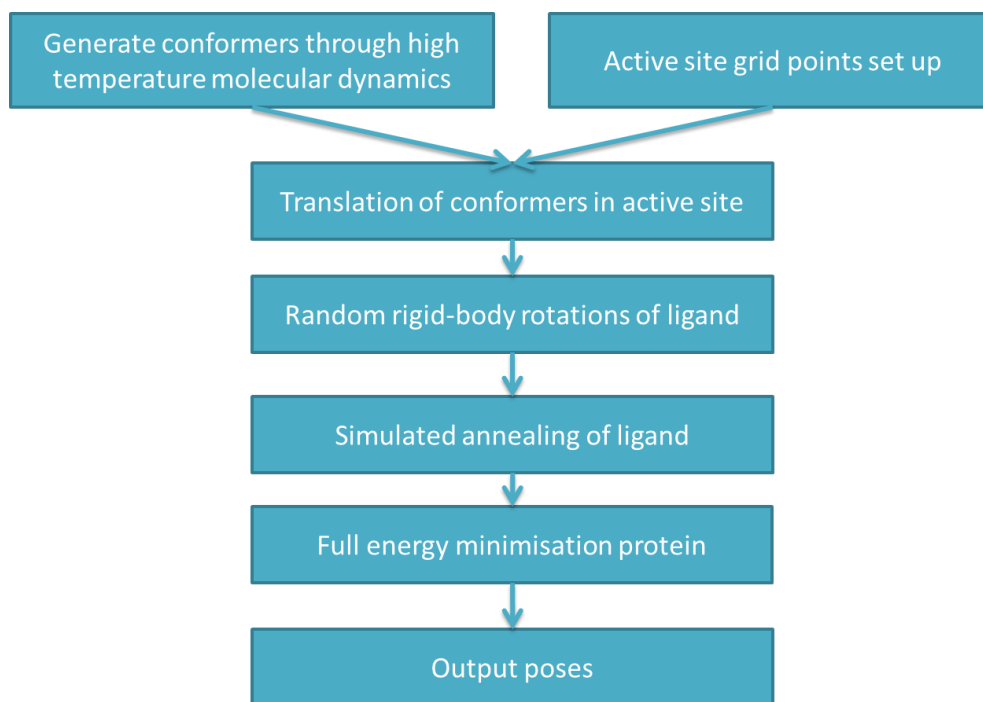 Generate conformers through high
temperature molecular dynamics
Active site grid points set up
Translation of conformers in active site
Random rigid-body rotations of ligand
Simulated annealing of ligand
Full energy minimisation protein
Output poses